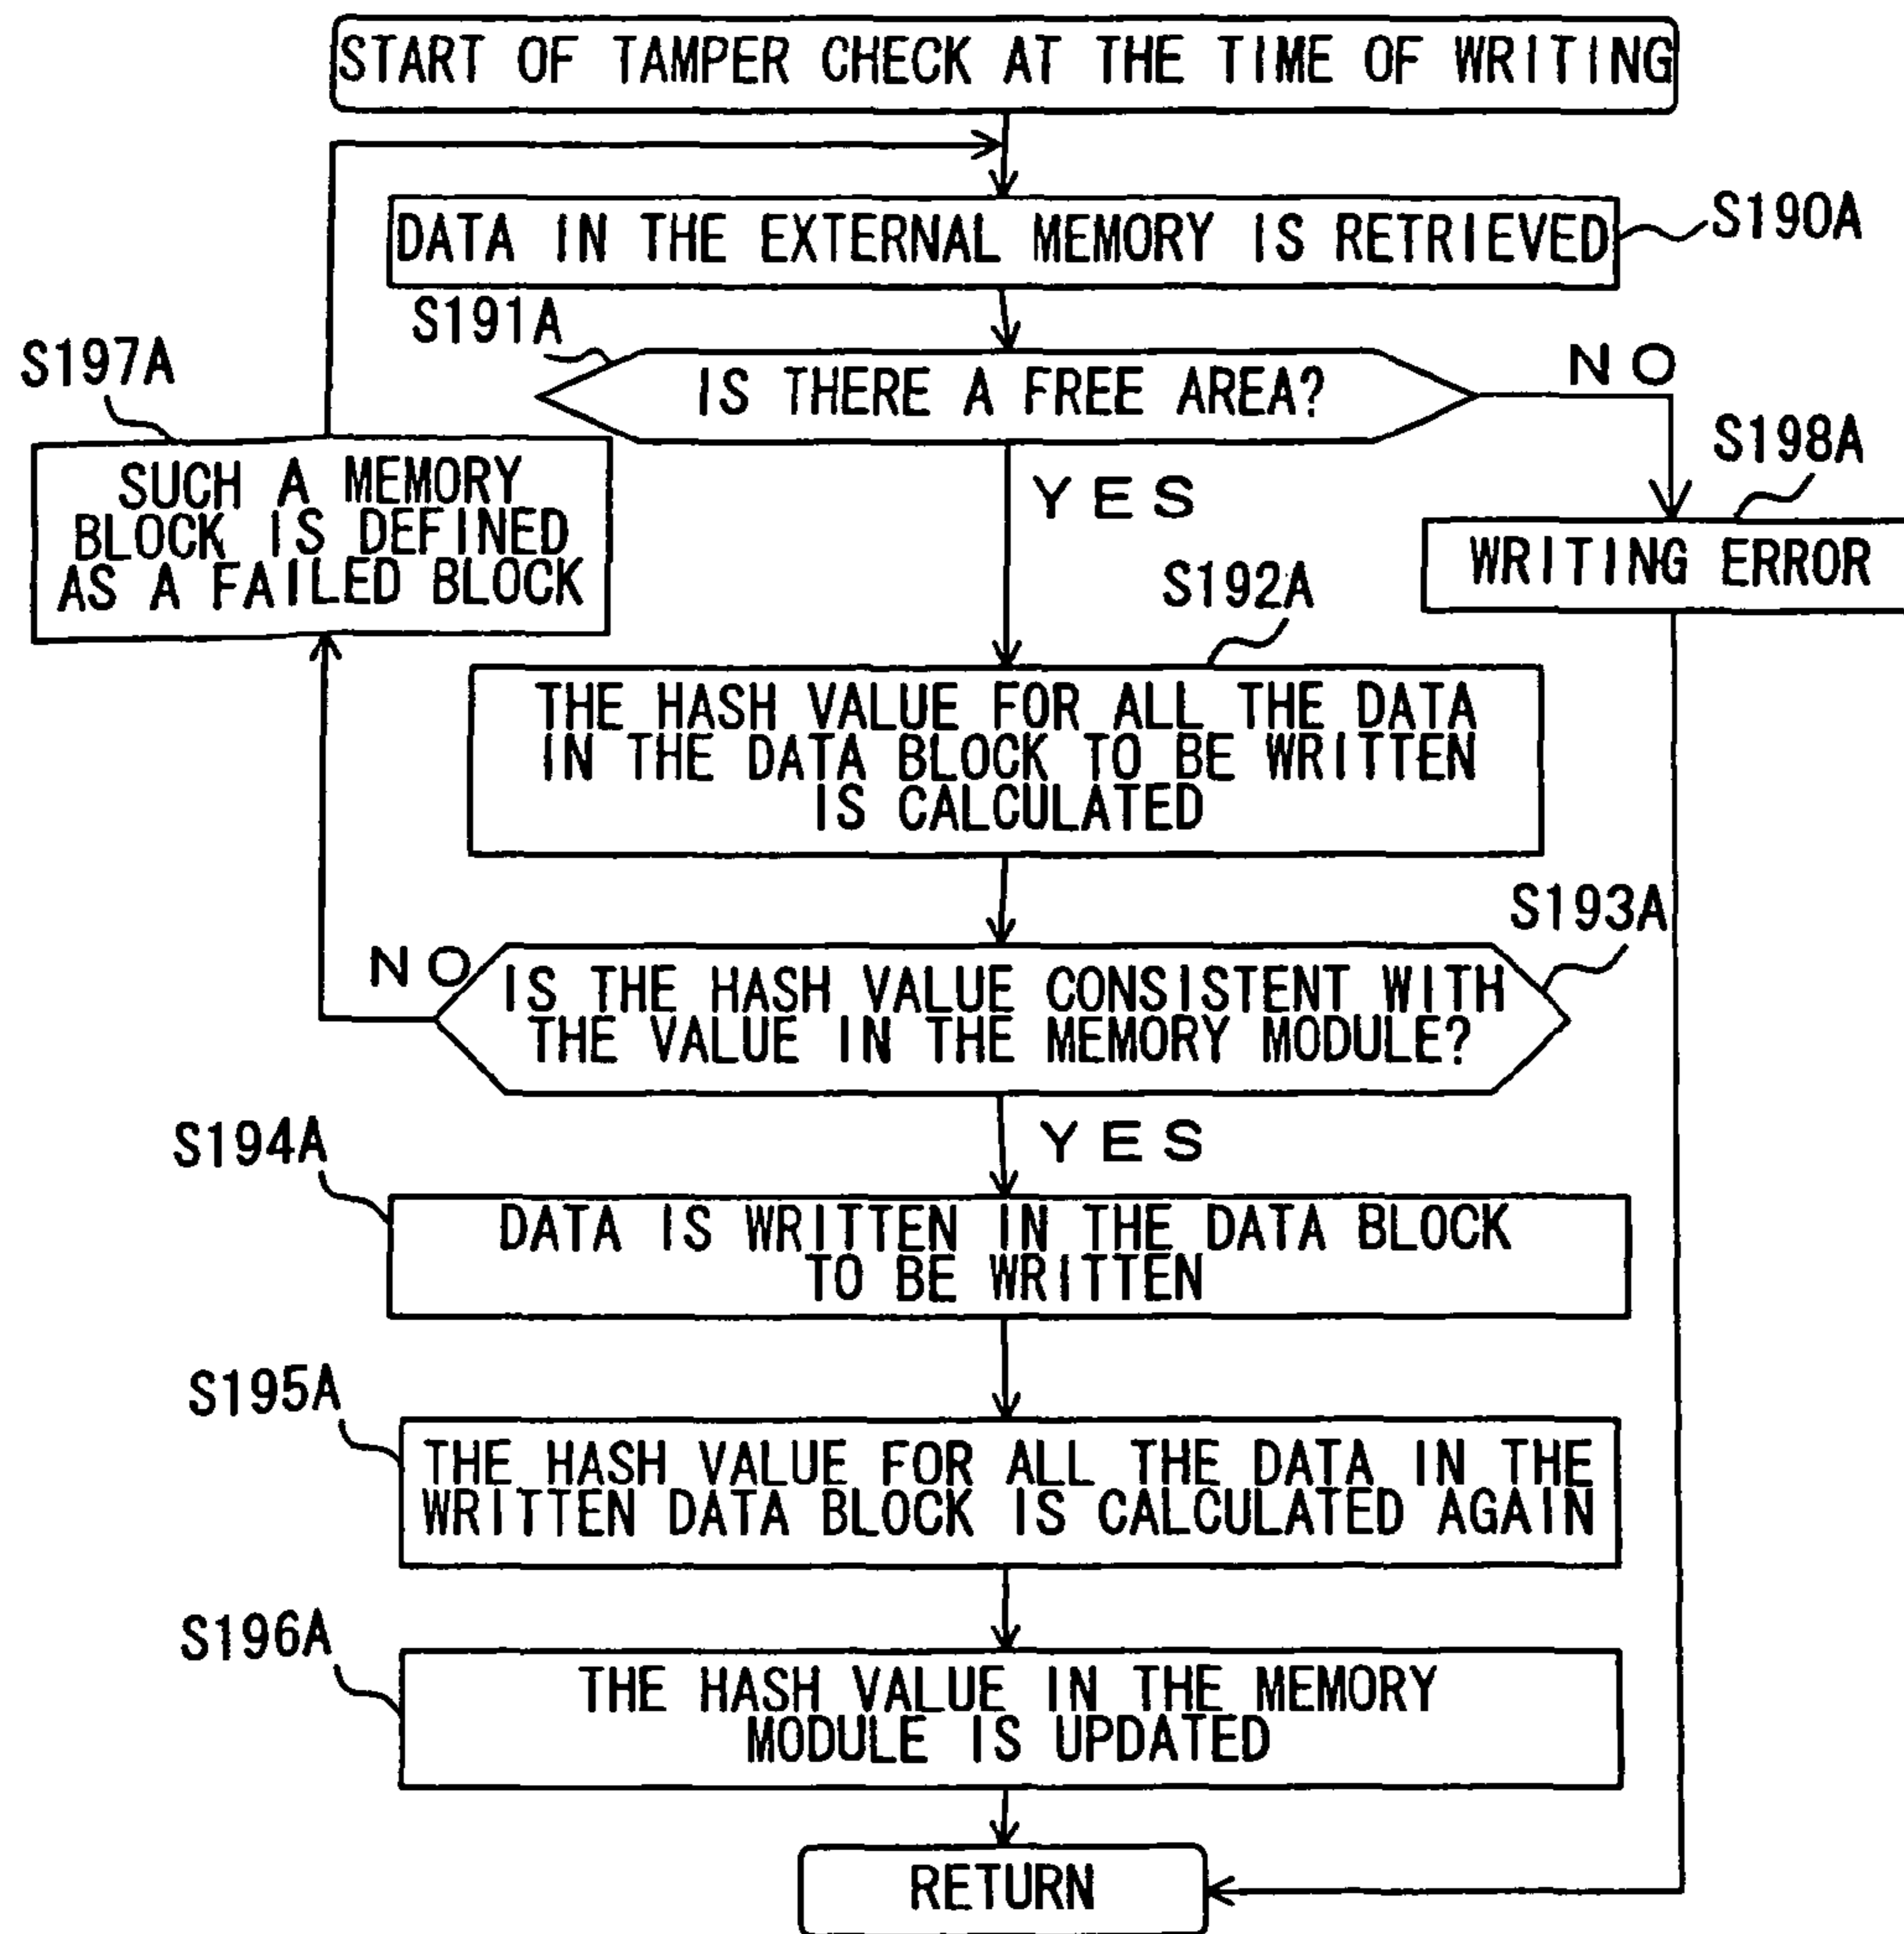 START OF TAMPER CHECK AT THE TIME OF WRITING
DATA IN THE EXTERNAL MEMORY IS RETRIEVED
S190A
S191A
IS THERE A FREE AREA?
NO
S197A
SUCH A MEMORY
BLOCK IS DEFINED
AS A FAILED BLOCK
YES
S198A
WRITING ERROR
S192A
THE HASH VALUE FOR ALL THE DATA
IN THE DATA BLOCK TO BE WRITTEN
IS CALCULATED
S193A
NO
IS THE HASH VALUE CONSISTENT WITH
THE VALUE IN THE MEMORY MODULE?
YES
S194A
DATA IS WRITTEN IN THE DATA BLOCK
TO BE WRITTEN
S195A
THE HASH VALUE FOR ALL THE DATA IN THE
WRITTEN DATA BLOCK IS CALCULATED AGAIN
S196A
THE HASH VALUE IN THE MEMORY
MODULE IS UPDATED
RETURN